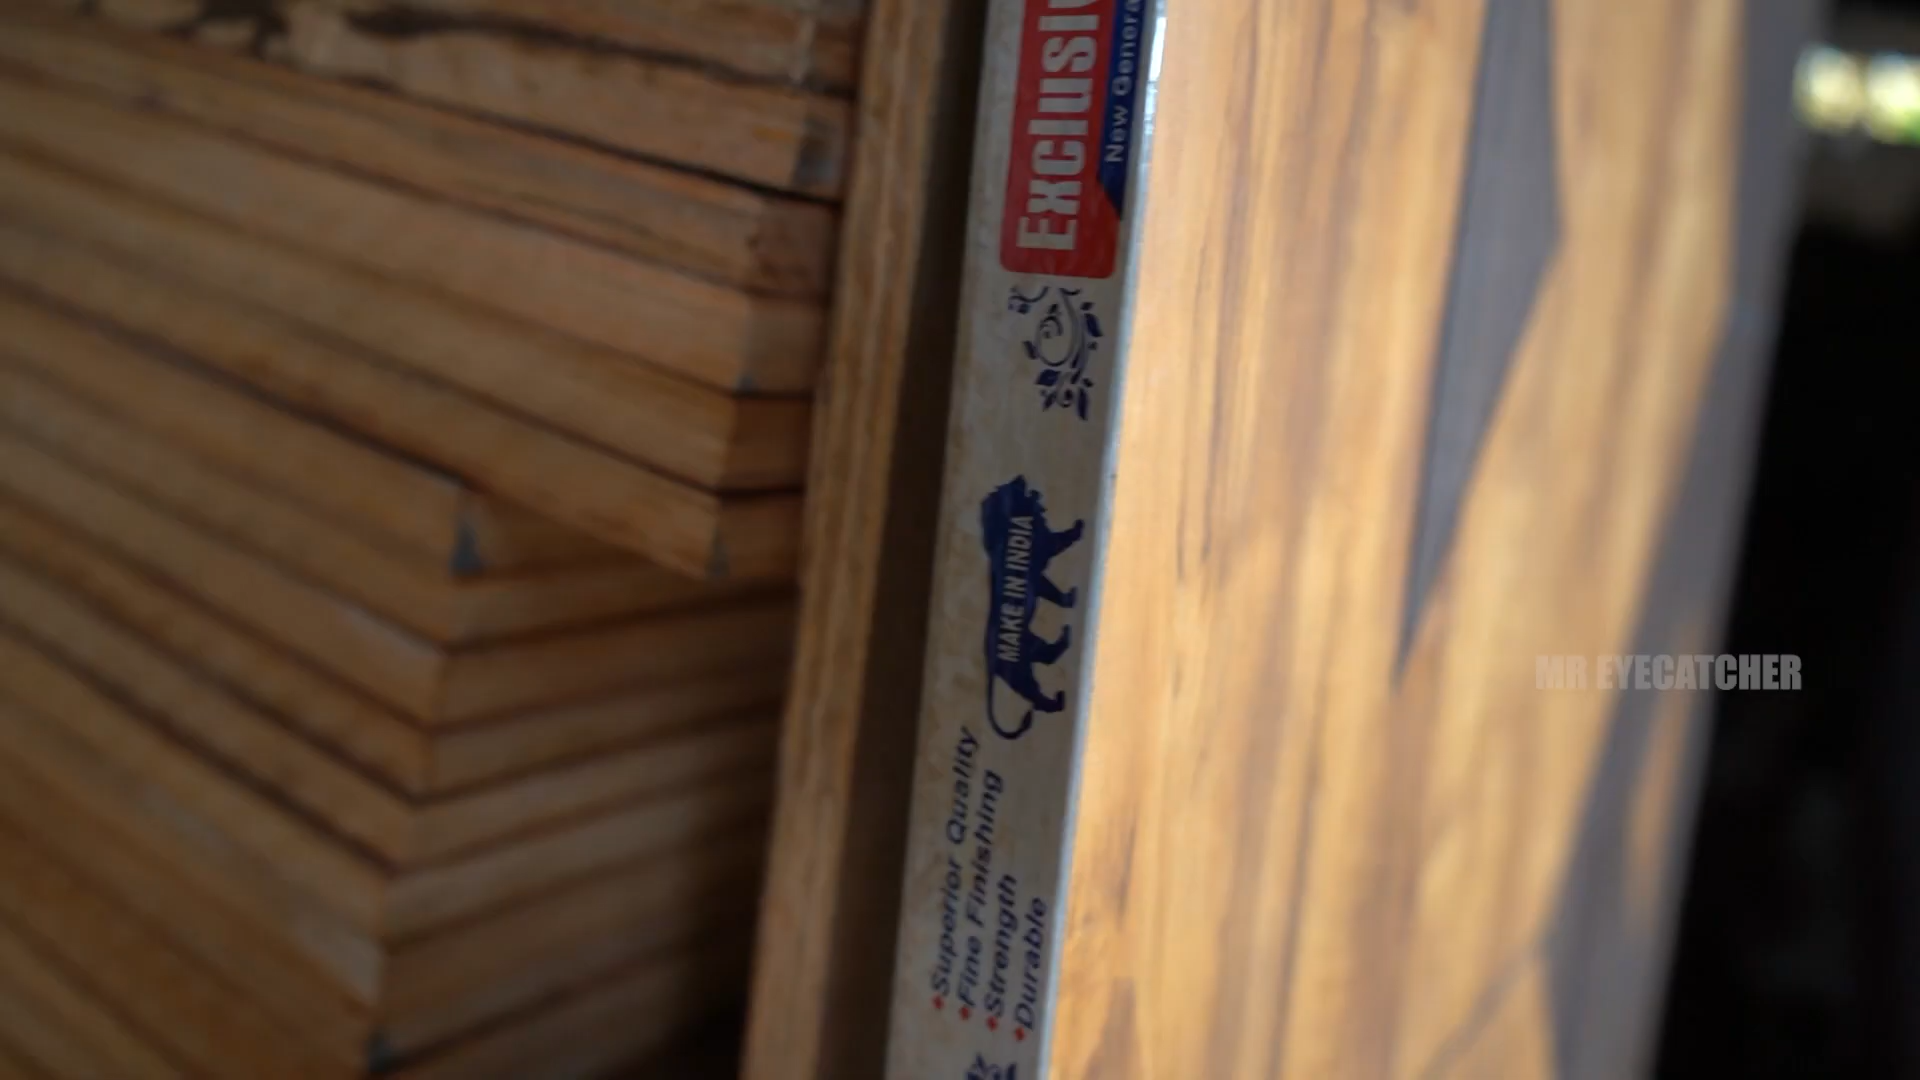 Exclusiv
New Genera
MAKE IN INDIA
Superior Quality
Fine Finishing
Strength
Durable
MR EYECATCHER